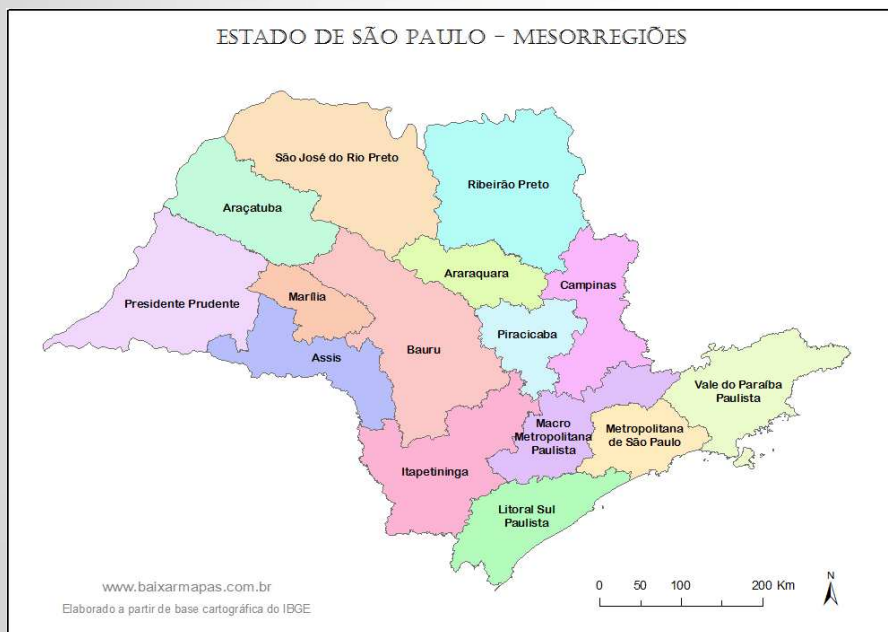 ESTADO DE SÃO PAULO - MESORREGIÕES
São José do Rio Preto
Ribeirão Preto
Araçatuba
Araraquara
Campinas
Presidente Prudente
Marília
Piracicaba
Bauru
Assis
Vale do Paraíba
Paulista
Macro
Metropolitana
Paulista
Metropolitana
de São Paulo
Itapetininga
Litoral Sul
Paulista
www.baixarmapas.com.br
Elaborado a partir de base cartográfica do IBGE
0 50 100 200 Km
N